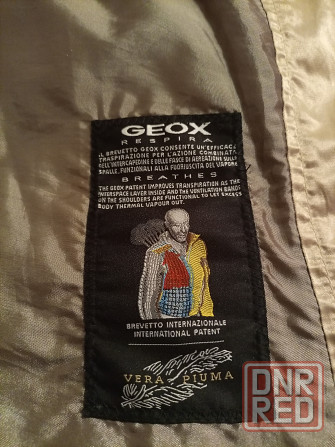 GEOX
RESPIRA
IL BREVETTO GEOX CONSENTE UN'EFFICACE
TRASPIRAZIONE PER L'AZIONE COMBINATA
NELL'INTERCAPEDINE E DELLE FASCE DI AERAZIONE SULLE
SPALLE, FUNZIONALI ALLA FUORIUSCITA DEL VAPORE
BREATHES
THE GEOX PATENT IMPROVES TRANSPIRATION AS THE
INTERSPACE LAYER INSIDE AND THE VENTILATION BANDS
ON THE SHOULDERS ARE FUNCTIONAL TO LET EXCESS
BODY THERMAL VAPOUR OUT.
BREVETTO INTERNAZIONALE
INTERNATIONAL PATENT
VERA PIUMA
DNR
RED